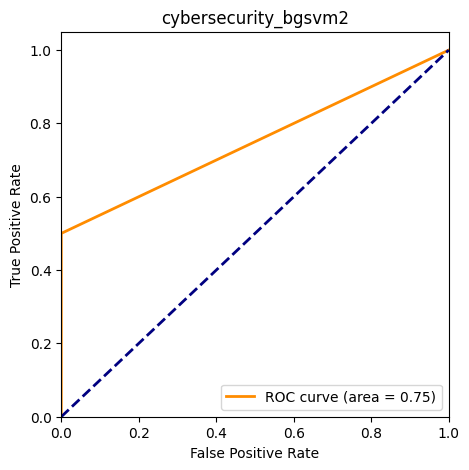 cybersecurity_bgsvm2
True Positive Rate
1.0
0.8
0.6
0.4
0.2
0.0
ROC curve (area = 0.75)
0.0 0.2 0.4 0.6 0.8 1.0
False Positive Rate